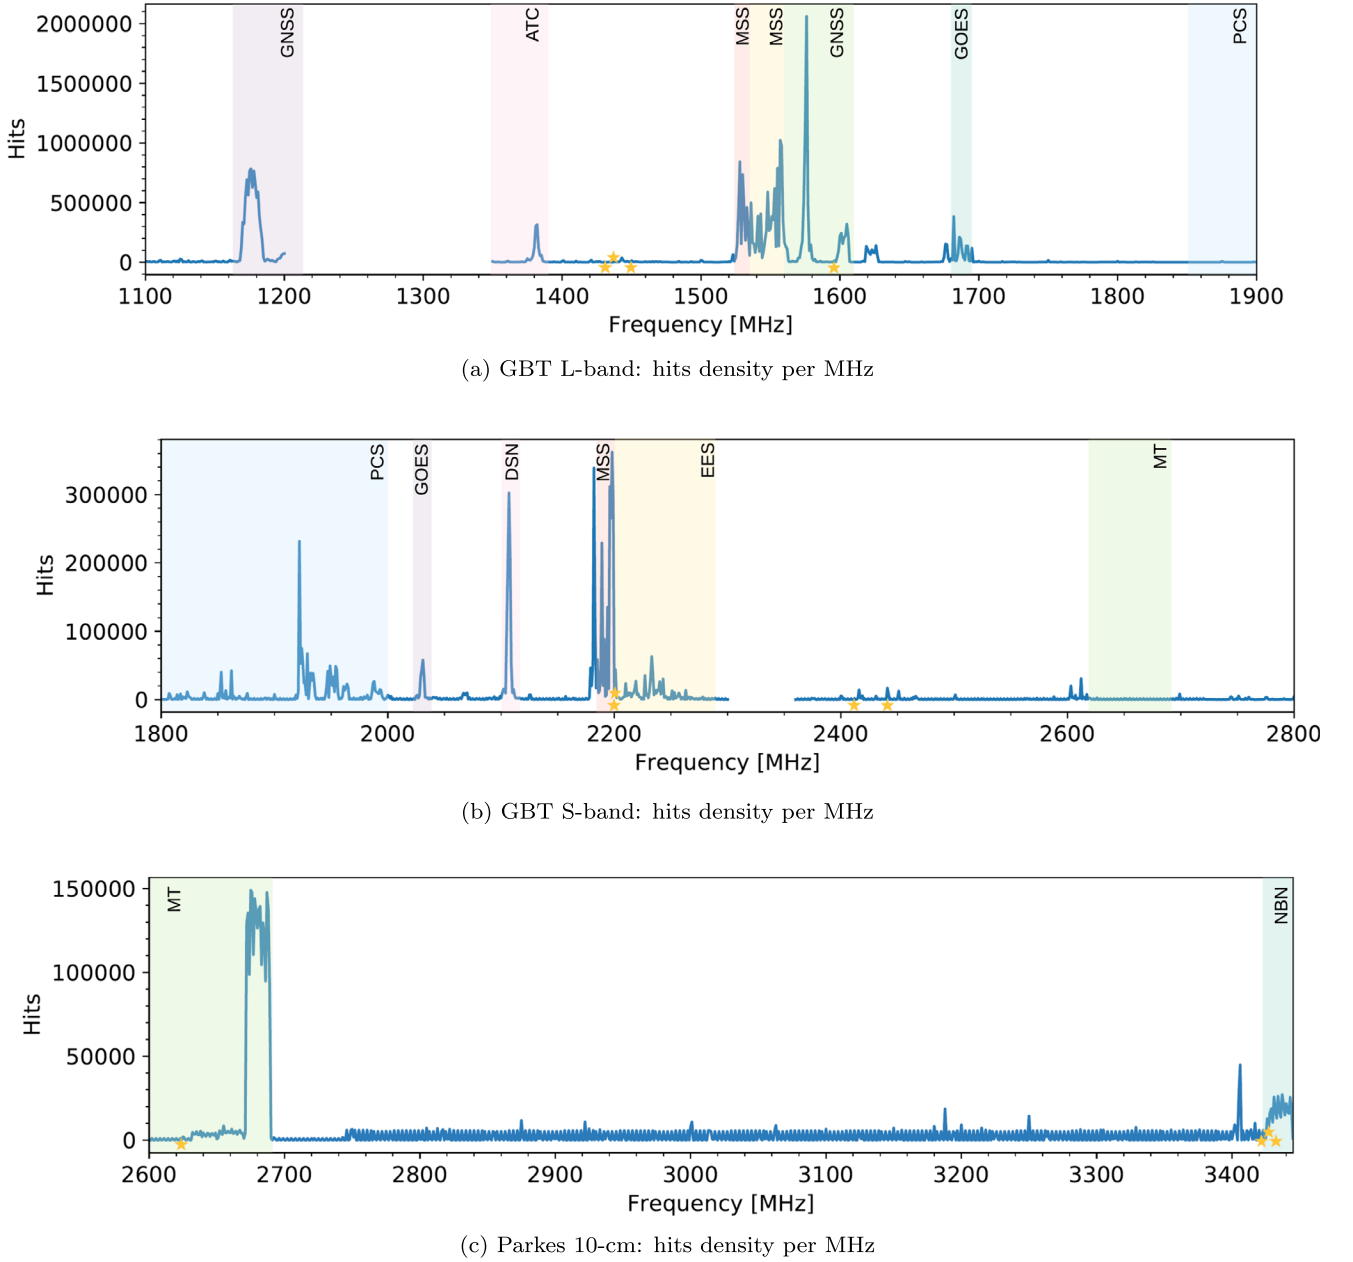 GNSS
ATC
MSS
MSS
GNSS
GOES
PCS
2000000
1500000
1000000
500000
0
Hits
1100 1200 1300 1400 1500 1600 1700 1800 1900
Frequency [MHz]
(a) GBT L-band: hits density per MHz
PCS
GOES
DSN
MSS
EES
MT
300000
200000
100000
0
Hits
1800 2000 2200 2400 2600 2800
Frequency [MHz]
(b) GBT S-band: hits density per MHz
MT
NBN
150000
100000
50000
0
Hits
2600 2700 2800 2900 3000 3100 3200 3300 3400
Frequency [MHz]
(c) Parkes 10-cm: hits density per MHz